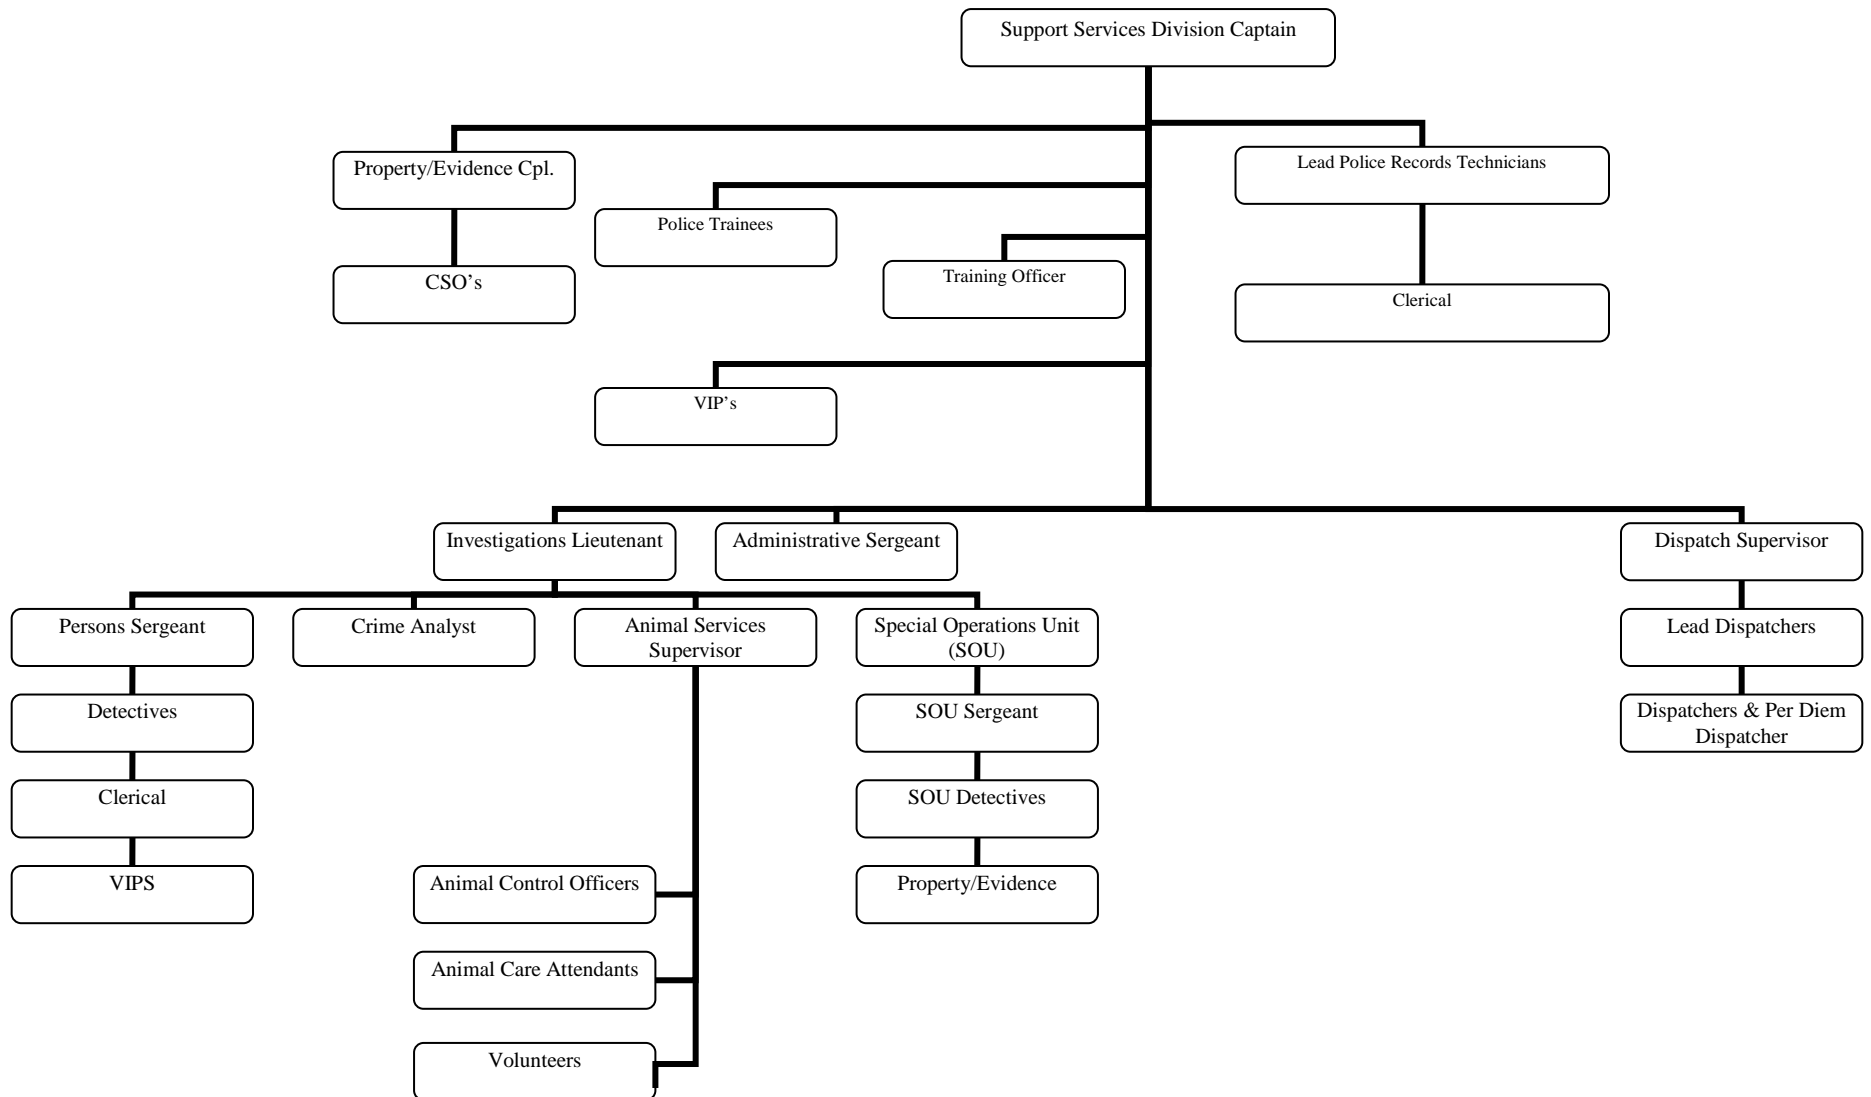 Support Services Division Captain
Property/Evidence Cpl.
Lead Police Records Technicians
Police Trainees
Training Officer
CSO’s
Clerical
VIP’s
Investigations Lieutenant
Administrative Sergeant
Dispatch Supervisor
Persons Sergeant
Crime Analyst
Animal Services
Supervisor
Special Operations Unit
(SOU)
Lead Dispatchers
Detectives
SOU Sergeant
Dispatchers & Per Diem
Dispatcher
Clerical
SOU Detectives
VIPS
Animal Control Officers
Property/Evidence
Animal Care Attendants
Volunteers